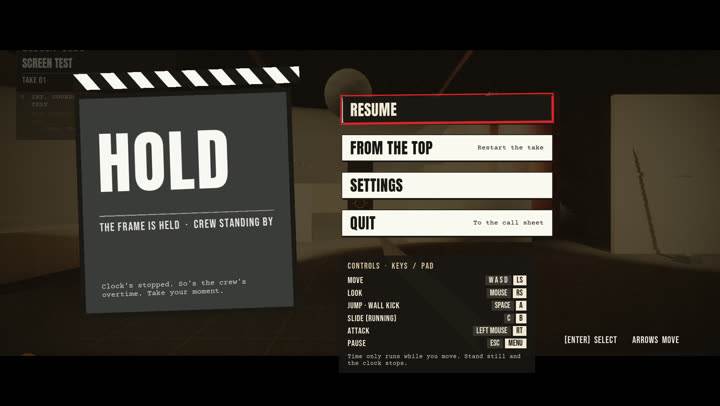 SCREEN TEST
TAKE 01
HOLD
THE FRAME IS HELD · CREW STANDING BY
Clock's stopped. So's the crew's
overtime. Take your moment.
RESUME
FROM THE TOP Restart the take
SETTINGS
QUIT To the call sheet
CONTROLS · KEYS / PAD
MOVE W A S D LS
LOOK MOUSE RS
JUMP · WALL KICK SPACE A
SLIDE (RUNNING) C B
ATTACK LEFT MOUSE RT
PAUSE ESC MENU
Time only runs while you move. Stand still and
the clock stops.
[ENTER] SELECT ARROWS MOVE